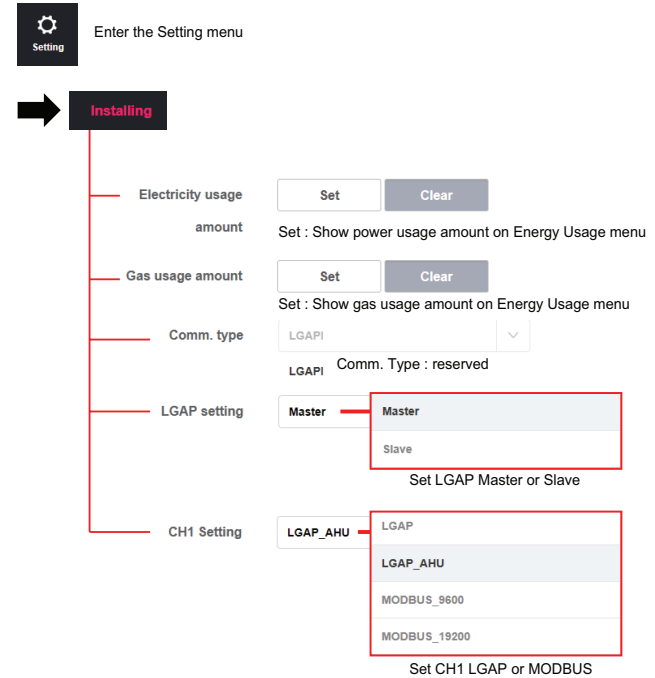 Setting
Enter the Setting menu
Installing
Electricity usage
amount
Set
Clear
Set : Show power usage amount on Energy Usage menu
Gas usage amount
Set
Clear
Set : Show gas usage amount on Energy Usage menu
Comm. type
LGAPI
LGAPI
Comm. Type : reserved
LGAP setting
Master
Master
Slave
Set LGAP Master or Slave
CH1 Setting
LGAP_AHU
LGAP
LGAP_AHU
MODBUS_9600
MODBUS_19200
Set CH1 LGAP or MODBUS